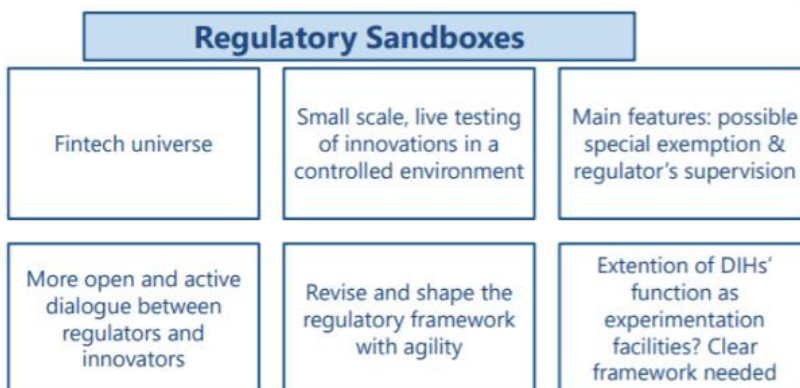 Regulatory Sandboxes
Fintech universe
Small scale, live testing
of innovations in a
controlled environment
Main features: possible
special exemption &
regulator's supervision
More open and active
dialogue between
regulators and
innovators
Revise and shape the
regulatory framework
with agility
Extention of DIHs'
function as
experimentation
facilities? Clear
framework needed